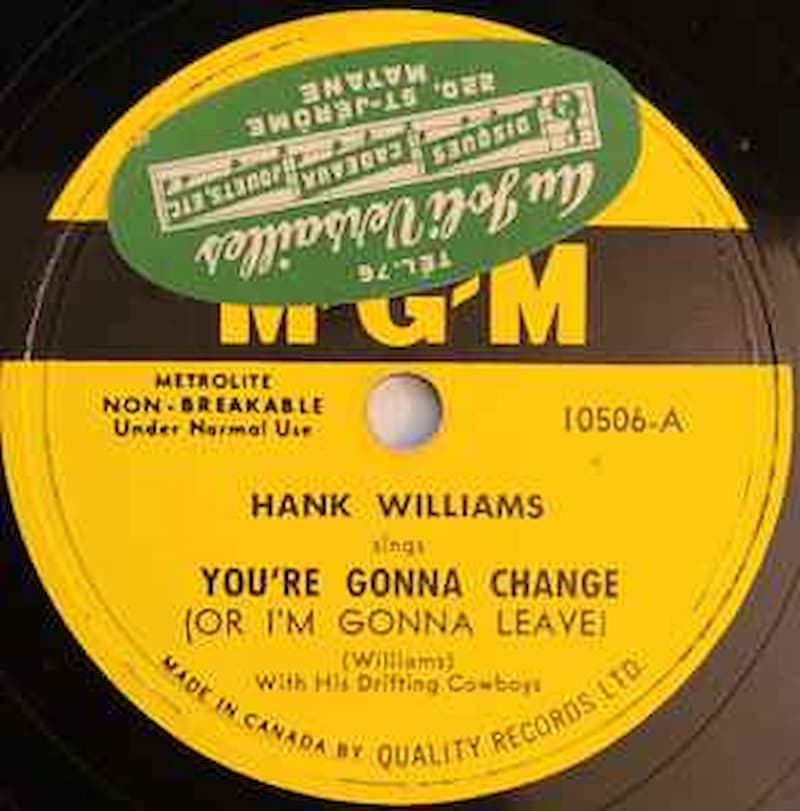 TÉL. 76
Au Joli Versailles
DISQUES CADEAUX JOUETS, ETC
220, ST-JÉRÔME
MATANE
M-G-M
METROLITE
NON-BREAKABLE
Under Normal Use
10506-A
HANK WILLIAMS
sings
YOU'RE GONNA CHANGE
(OR I'M GONNA LEAVE)
(Williams)
With His Drifting Cowboys
MADE IN CANADA BY QUALITY RECORDS LTD.